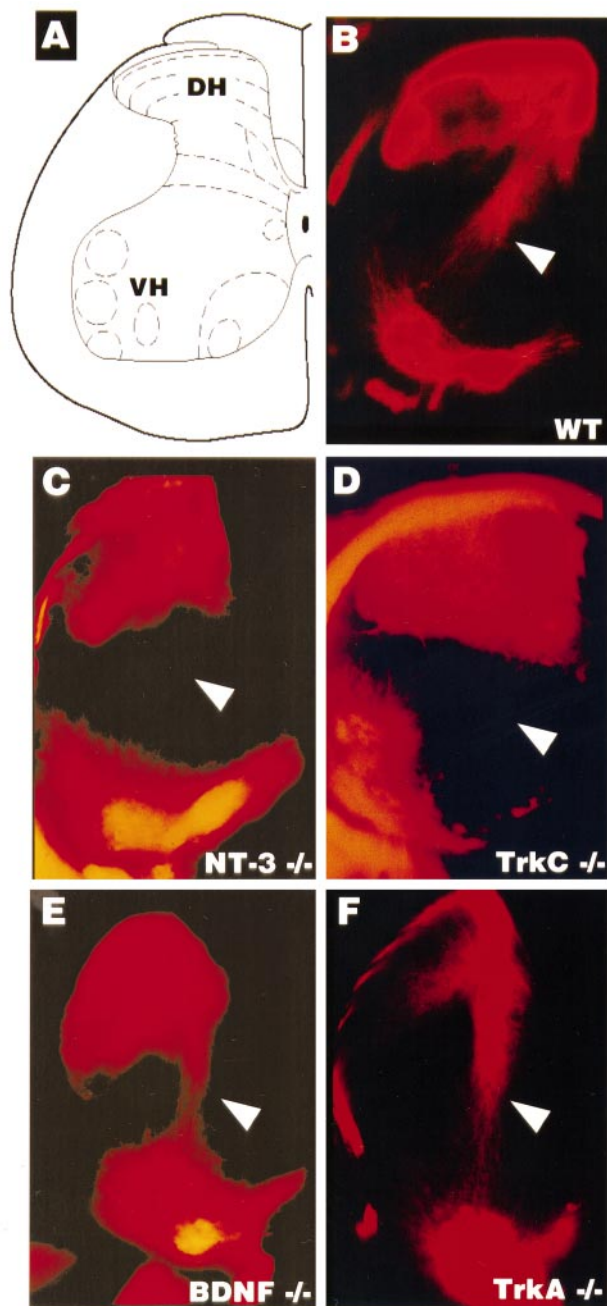 A
DH
VH
B
WT
C
NT-3 -/-
D
TrkC -/-
E
BDNF -/-
F
TrkA -/-